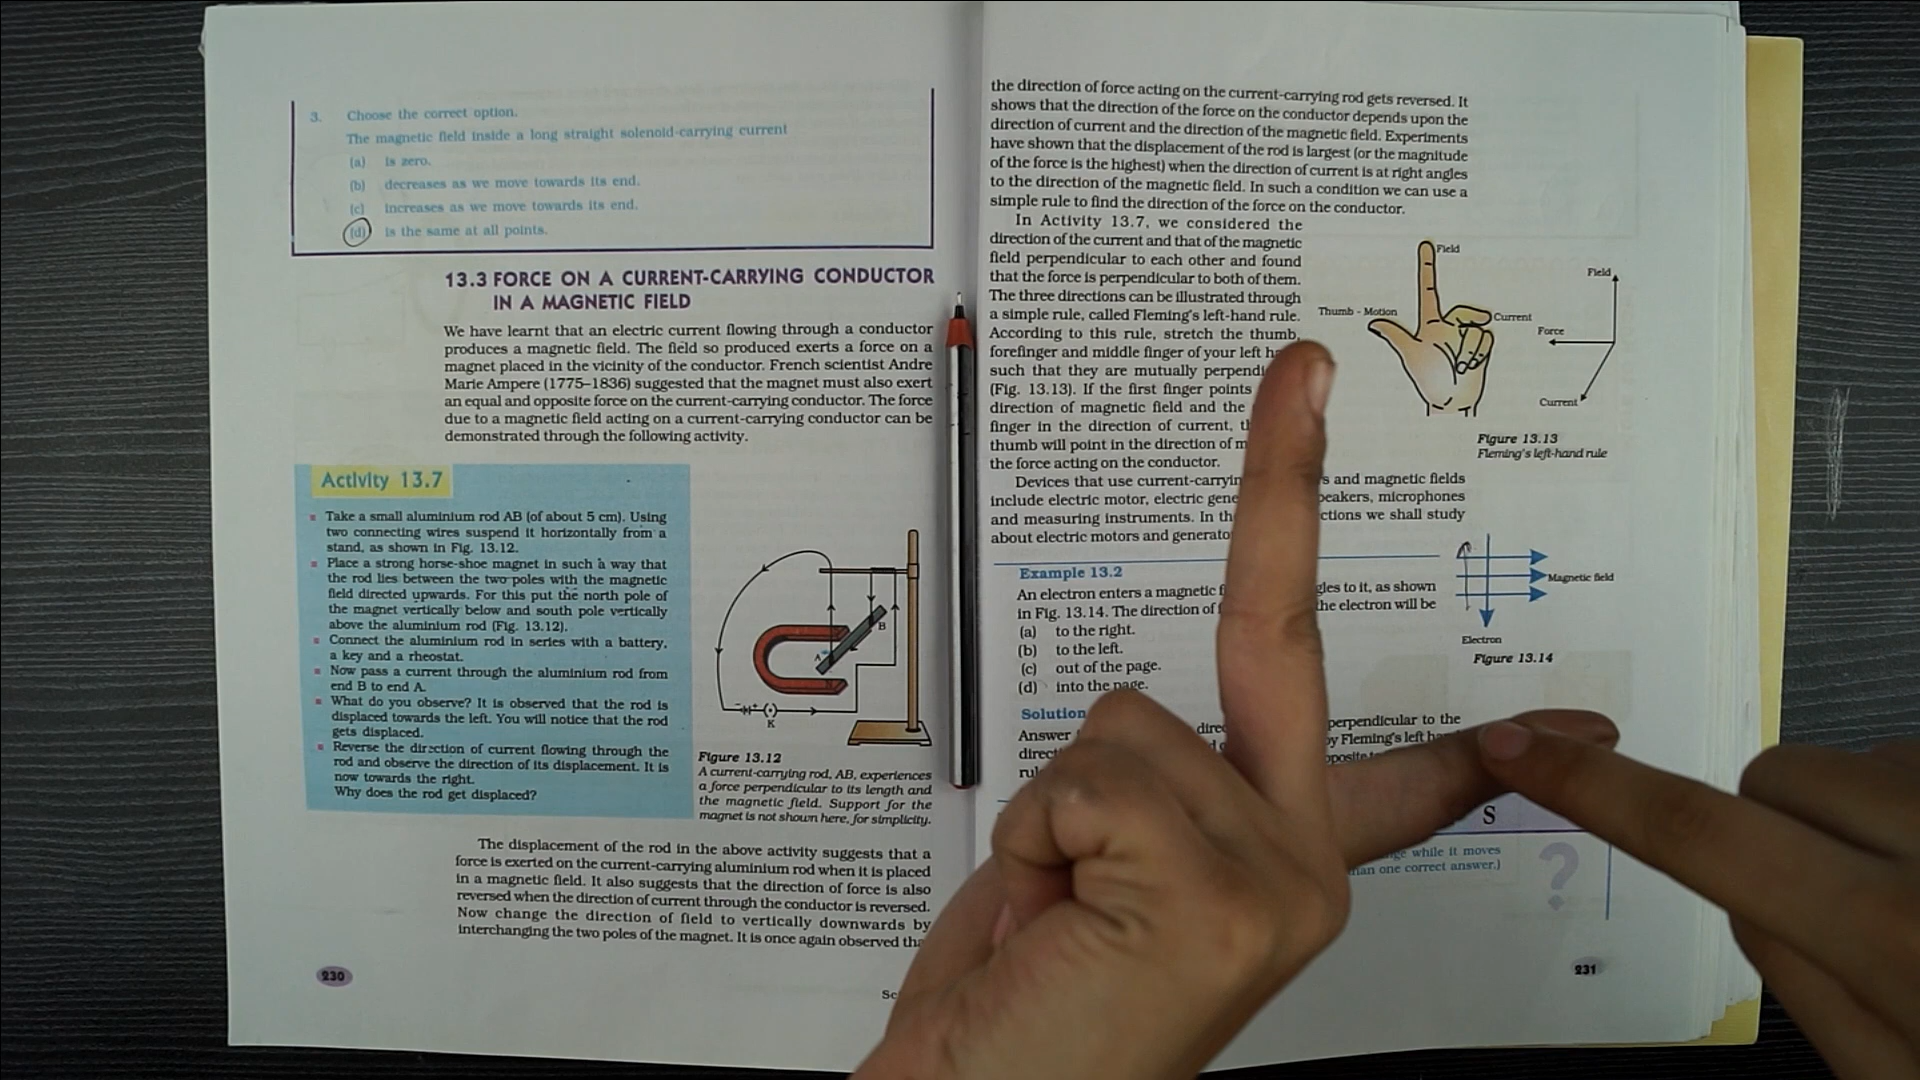 3. Choose the correct option.
The magnetic field inside a long straight solenoid-carrying current
(a) is zero.
(b) decreases as we move towards its end.
(c) increases as we move towards its end.
(d) is the same at all points.
13.3 FORCE ON A CURRENT-CARRYING CONDUCTOR
IN A MAGNETIC FIELD
We have learnt that an electric current flowing through a conductor
produces a magnetic field. The field so produced exerts a force on a
magnet placed in the vicinity of the conductor. French scientist Andre
Marie Ampere (1775–1836) suggested that the magnet must also exert
an equal and opposite force on the current-carrying conductor. The force
due to a magnetic field acting on a current-carrying conductor can be
demonstrated through the following activity.
Activity 13.7
Take a small aluminium rod AB (of about 5 cm). Using
two connecting wires suspend it horizontally from a
stand, as shown in Fig. 13.12.
Place a strong horse-shoe magnet in such a way that
the rod lies between the two poles with the magnetic
field directed upwards. For this put the north pole of
the magnet vertically below and south pole vertically
above the aluminium rod (Fig. 13.12).
Connect the aluminium rod in series with a battery,
a key and a rheostat.
Now pass a current through the aluminium rod from
end B to end A.
What do you observe? It is observed that the rod is
displaced towards the left. You will notice that the rod
gets displaced.
Reverse the direction of current flowing through the
rod and observe the direction of its displacement. It is
now towards the right.
Why does the rod get displaced?
B
A
K
Figure 13.12
A current-carrying rod, AB, experiences
a force perpendicular to its length and
the magnetic field. Support for the
magnet is not shown here, for simplicity.
The displacement of the rod in the above activity suggests that a
force is exerted on the current-carrying aluminium rod when it is placed
in a magnetic field. It also suggests that the direction of force is also
reversed when the direction of current through the conductor is reversed.
Now change the direction of field to vertically downwards by
interchanging the two poles of the magnet. It is once again observed
230
the direction of force acting on the current-carrying rod gets reversed. It
shows that the direction of the force on the conductor depends upon the
direction of current and the direction of the magnetic field. Experiments
have shown that the displacement of the rod is largest (or the magnitude
of the force is the highest) when the direction of current is at right angles
to the direction of the magnetic field. In such a condition we can use a
simple rule to find the direction of the force on the conductor.
In Activity 13.7, we considered the
direction of the current and that of the magnetic
field perpendicular to each other and found
that the force is perpendicular to both of them.
The three directions can be illustrated through
a simple rule, called Fleming's left-hand rule.
According to this rule, stretch the thumb,
forefinger and middle finger of your left
such that they are mutually
(Fig. 13.13). If the first finger points
direction of magnetic field and the
finger in the direction of current,
thumb will point in the direction of
the force acting on the conductor.
Field
Thumb - Motion
Current
Field
Force
Current
Figure 13.13
Fleming's left-hand rule
Devices that use and magnetic fields
include electric motor, electric microphones
and measuring instruments. In we shall study
about electric motors and
Example 13.2
An electron enters a magnetic to it, as shown
in Fig. 13.14. The direction of the electron will be
(a) to the right.
(b) to the left.
(c) out of the page.
(d) into the page.
Magnetic field
Electron
Figure 13.14
Solution
Answer perpendicular to the
by Fleming's left
S
while it moves
than one correct answer.)
?
231